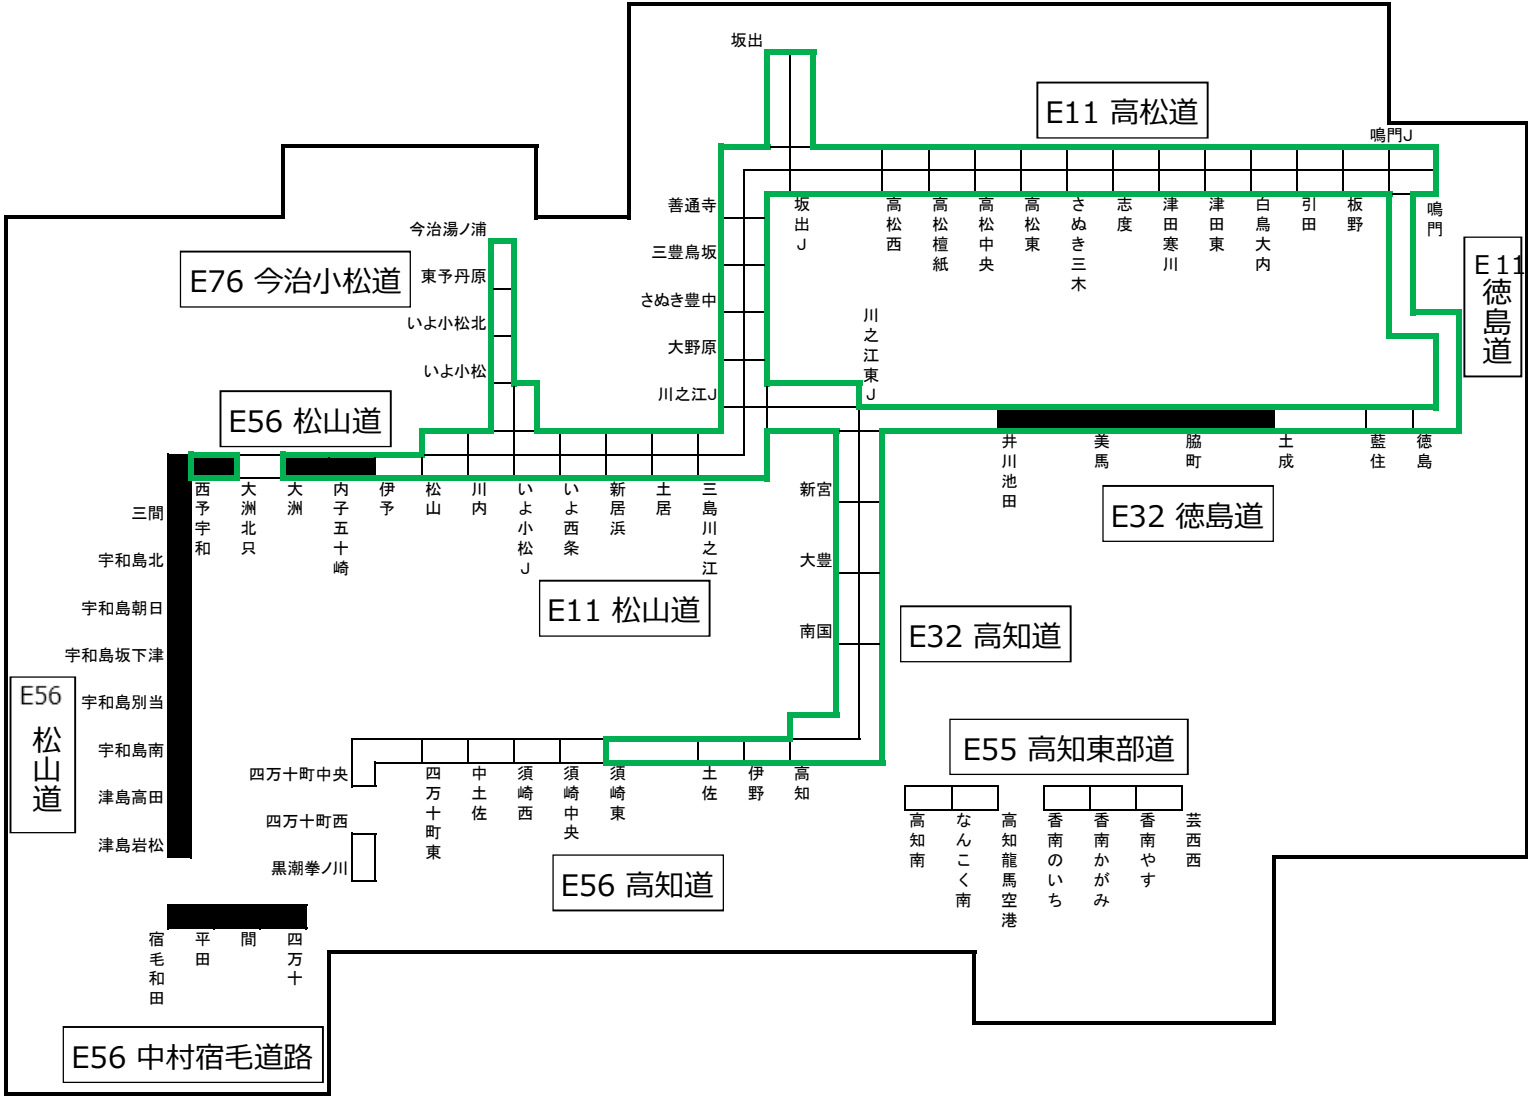 坂出
E11 高松道
鳴門J
善通寺
三豊鳥坂
さぬき豊中
大野原
川之江J
坂出J
高松西
高松檀紙
高松中央
高松東
さぬき三木
志度
津田寒川
津田東
白鳥大内
引田
板野
鳴門
E11 徳島道
今治湯ノ浦
東予丹原
いよ小松北
いよ小松
E76 今治小松道
川之江東J
E56 松山道
西予宇和
大洲北只
大洲
内子五十崎
伊予
松山
川内
いよ小松J
いよ西条
新居浜
土居
三島川之江
E11 松山道
井川池田
美馬
脇町
土成
藍住
徳島
E32 徳島道
新宮
大豊
南国
E32 高知道
三間
宇和島北
宇和島朝日
宇和島坂下津
宇和島別当
宇和島南
津島高田
津島岩松
E56
松山道
四万十町中央
四万十町西
黒潮拳ノ川
四万十町東
中土佐
須崎西
須崎中央
須崎東
土佐
伊野
高知
E56 高知道
E55 高知東部道
高知南
なんこく南
高知龍馬空港
香南のいち
香南かがみ
香南やす
芸西西
宿毛和田
平田
間
四万十
E56 中村宿毛道路